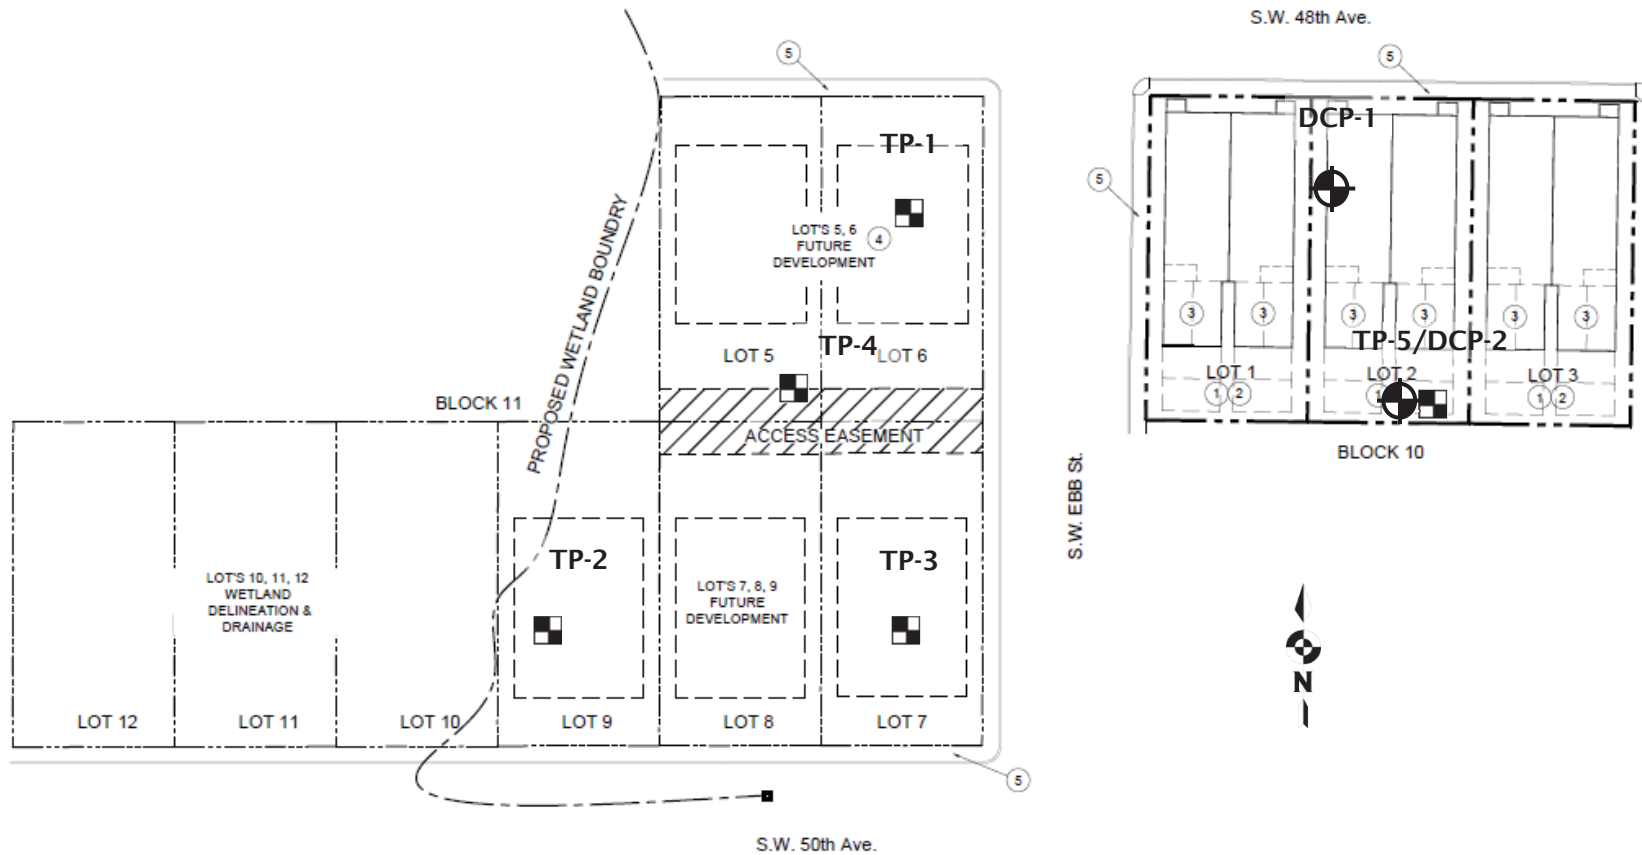 S.W. 48th Ave.
5
5
TP-1
DCP-1
5
LOT'S 5, 6
FUTURE
DEVELOPMENT
4
PROPOSED WETLAND BOUNDRY
3
3
3
3
3
3
LOT 5
TP-4
LOT 6
TP-5/DCP-2
LOT 1
LOT 2
LOT 3
1
2
1
1
2
BLOCK 11
ACCESS EASEMENT
BLOCK 10
S.W. EBB St.
TP-2
TP-3
LOT'S 10, 11, 12
WETLAND
DELINEATION &
DRAINAGE
LOT'S 7, 8, 9
FUTURE
DEVELOPMENT
N
LOT 12
LOT 11
LOT 10
LOT 9
LOT 8
LOT 7
5
S.W. 50th Ave.